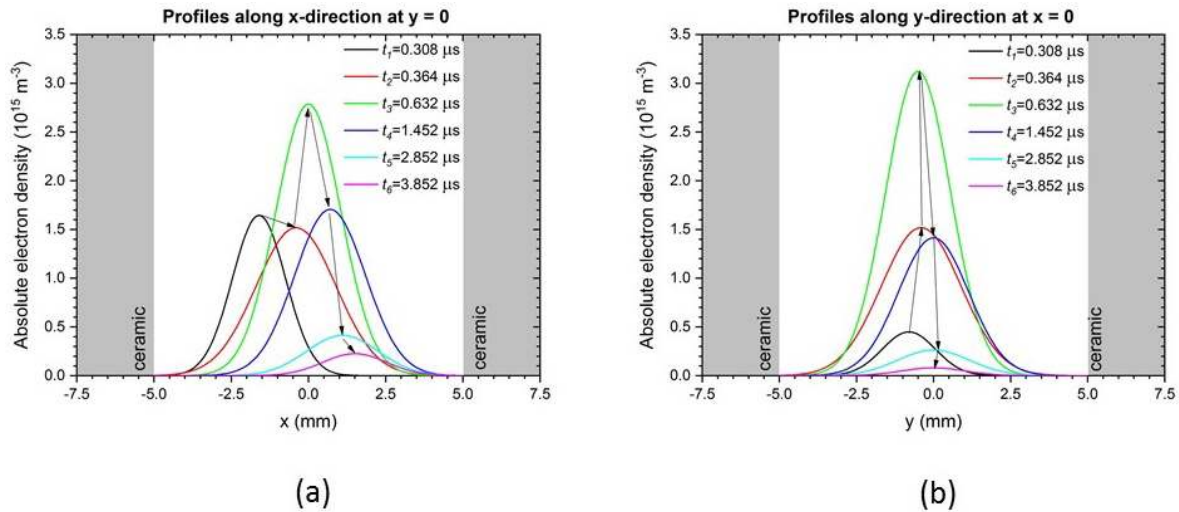 Profiles along x-direction at y = 0
3.5
3.0
2.5
2.0
1.5
1.0
0.5
0.0
Absolute electron density (10¹⁵ m⁻³)
t₁=0.308 μs
t₂=0.364 μs
t₃=0.632 μs
t₄=1.452 μs
t₅=2.852 μs
t₆=3.852 μs
ceramic
ceramic
-7.5 -5.0 -2.5 0.0 2.5 5.0 7.5
x (mm)
(a)
Profiles along y-direction at x = 0
3.5
3.0
2.5
2.0
1.5
1.0
0.5
0.0
Absolute electron density (10¹⁵ m⁻³)
t₁=0.308 μs
t₂=0.364 μs
t₃=0.632 μs
t₄=1.452 μs
t₅=2.852 μs
t₆=3.852 μs
ceramic
ceramic
-7.5 -5.0 -2.5 0.0 2.5 5.0 7.5
y (mm)
(b)